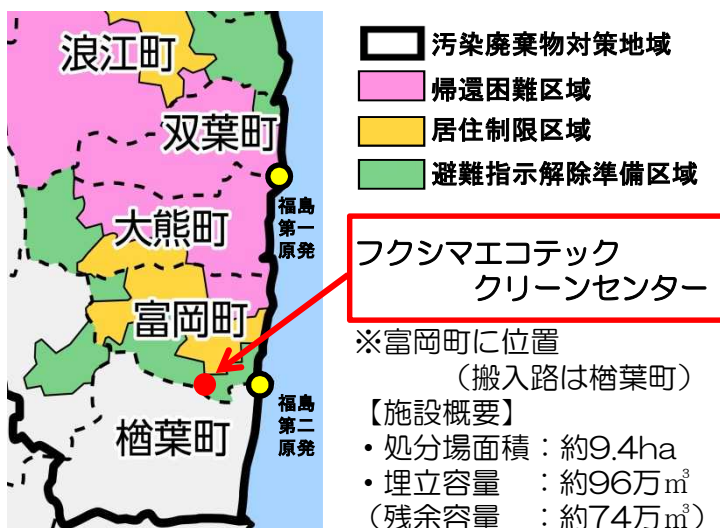 浪江町
双葉町
福島
第一
原発
大熊町
富岡町
楢葉町
福島
第二
原発
汚染廃棄物対策地域
帰還困難区域
居住制限区域
避難指示解除準備区域
フクシマエコテック
クリーンセンター
※富岡町に位置
（搬入路は楢葉町）
【施設概要】
・処分場面積：約9.4ha
・埋立容量　：約96万㎥
（残余容量　：約74万㎥）